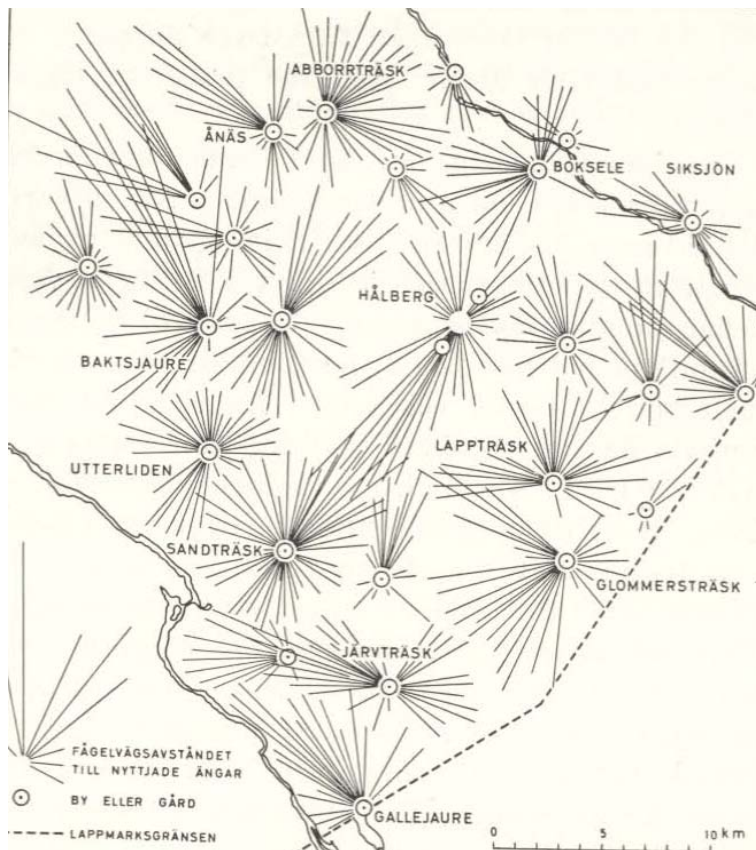 ABBORRTRÄSK
ÅNÄS
BOKSELE
SIKSJÖN
HÅLBERG
BAKTSJAURE
LAPPTRÄSK
UTTERLIDEN
SANDTRÄSK
GLOMMERSTRÄSK
JÄRVTRÄSK
FÅGELVÄGSAVSTÅNDET
TILL NYTTJADE ÄNGAR
BY ELLER GÅRD
GALLEJAURE
LAPPMARKSGRÄNSEN
0 5 10 km